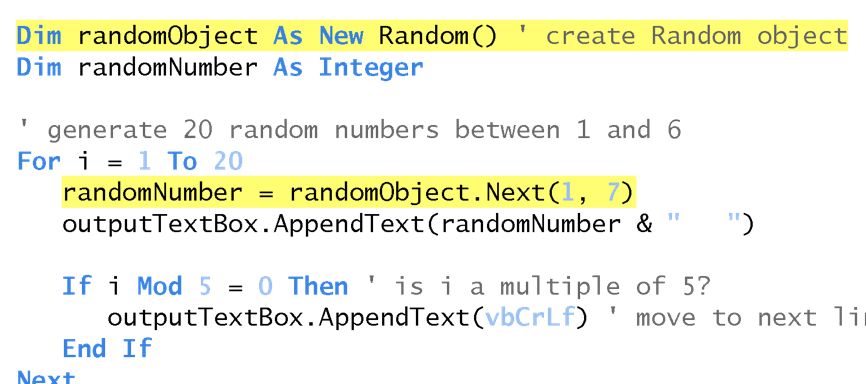 Dim randomObject As New Random() ' create Random object
Dim randomNumber As Integer
' generate 20 random numbers between 1 and 6
For i = 1 To 20
randomNumber = randomObject.Next(1, 7)
outputTextBox.AppendText(randomNumber & "   ")
If i Mod 5 = 0 Then ' is i a multiple of 5?
outputTextBox.AppendText(vbCrLf) ' move to next
End If
Next